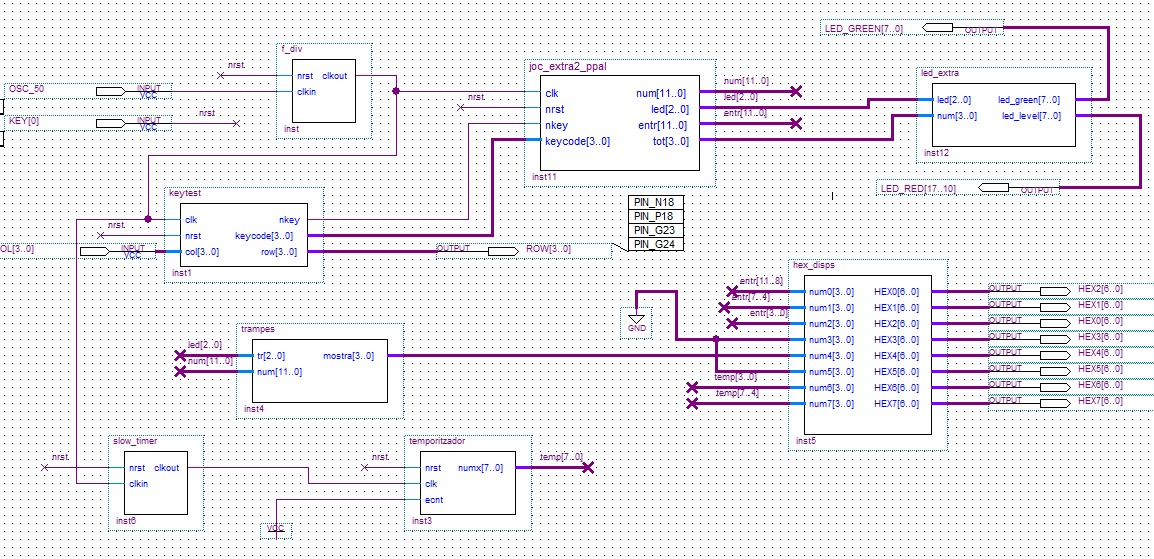 LED_GREEN[7..0]
OUTPUT
f_div
nrst
nrst clkout
clkin
inst
OSC_50
INPUT
VCC
KEY[0]
INPUT
VCC
nrst
joc_extra2_ppal
nrst
clk num[11..0]
nrst led[2..0]
nkey entr[11..0]
keycode[3..0] tot[3..0]
inst11
num[11..0]
led[2..0]
entr[11..0]
led_extra
led[2..0] led_green[7..0]
num[3..0] led_level[7..0]
inst12
LED_RED[17..10]
OUTPUT
keytest
nrst
clk nkey
nrst keycode[3..0]
col[3..0] row[3..0]
inst1
OL[3..0]
INPUT
VCC
OUTPUT
ROW[3..0]
PIN_N18
PIN_P18
PIN_G23
PIN_G24
hex_disps
entr[11..8]
entr[7..4]
entr[3..0]
temp[3..0]
temp[7..4]
num0[3..0] HEX0[6..0]
num1[3..0] HEX1[6..0]
num2[3..0] HEX2[6..0]
num3[3..0] HEX3[6..0]
num4[3..0] HEX4[6..0]
num5[3..0] HEX5[6..0]
num6[3..0] HEX6[6..0]
num7[3..0] HEX7[6..0]
inst5
OUTPUT HEX2[6..0]
OUTPUT HEX1[6..0]
OUTPUT HEX0[6..0]
OUTPUT HEX3[6..0]
OUTPUT HEX4[6..0]
OUTPUT HEX5[6..0]
OUTPUT HEX6[6..0]
OUTPUT HEX7[6..0]
GND
trampes
led[2..0]
num[11..0]
tr[2..0] mostra[3..0]
num[11..0]
inst4
slow_timer
nrst
nrst clkout
clkin
inst6
VCC
temporitzador
nrst
nrst numx[7..0]
clk
ecnt
inst3
temp[7..0]